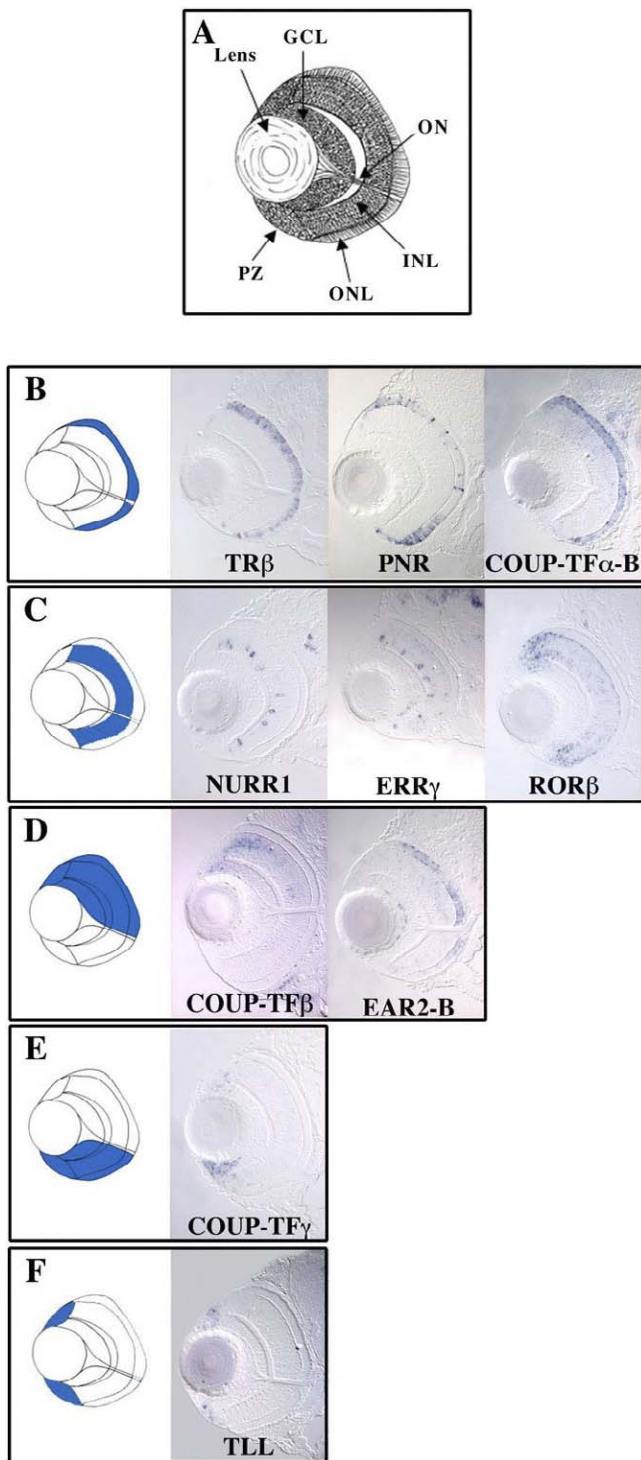 A
GCL
Lens
ON
INL
PZ
ONL
B
TRβ
PNR
COUP-TFα-B
C
NURR1
ERRγ
RORβ
D
COUP-TFβ
EAR2-B
E
COUP-TFγ
F
TLL